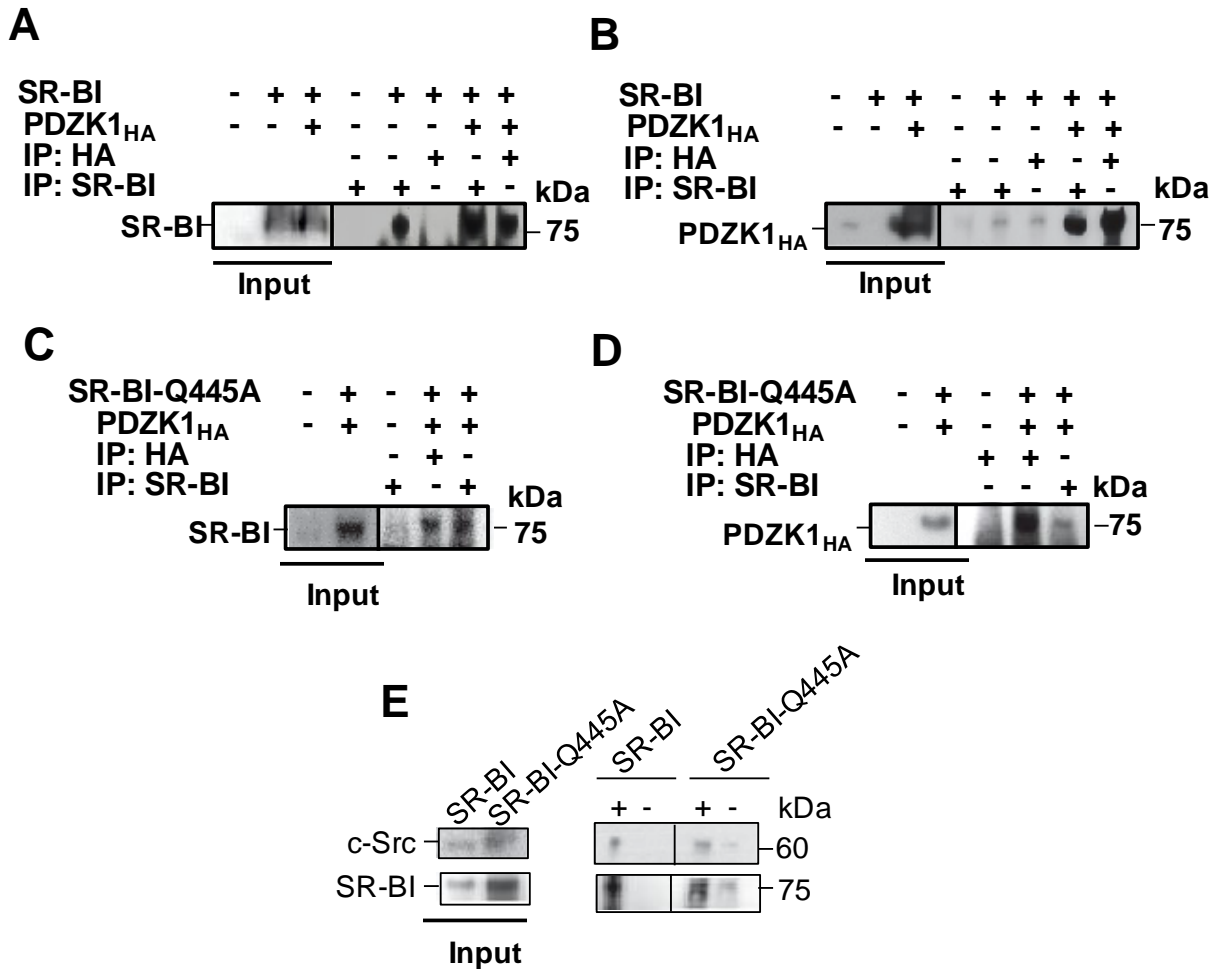 A
SR-BI - + + - + + + +
PDZK1HA - - + - - - + +
IP: HA - - + - +
IP: SR-BI + + - + - kDa
SR-BI 75
Input
B
SR-BI - + + - + + + +
PDZK1HA - - + - - - + +
IP: HA - - + - +
IP: SR-BI + + - + - kDa
PDZK1HA 75
Input
C
SR-BI-Q445A - + - + +
PDZK1HA - + - + +
IP: HA - + -
IP: SR-BI + - + kDa
SR-BI 75
Input
D
SR-BI-Q445A - + - + +
PDZK1HA - + - + +
IP: HA + + -
IP: SR-BI - - + kDa
PDZK1HA 75
Input
E
SR-BI SR-BI-Q445A SR-BI SR-BI-Q445A
+ - + - kDa
c-Src 60
SR-BI 75
Input